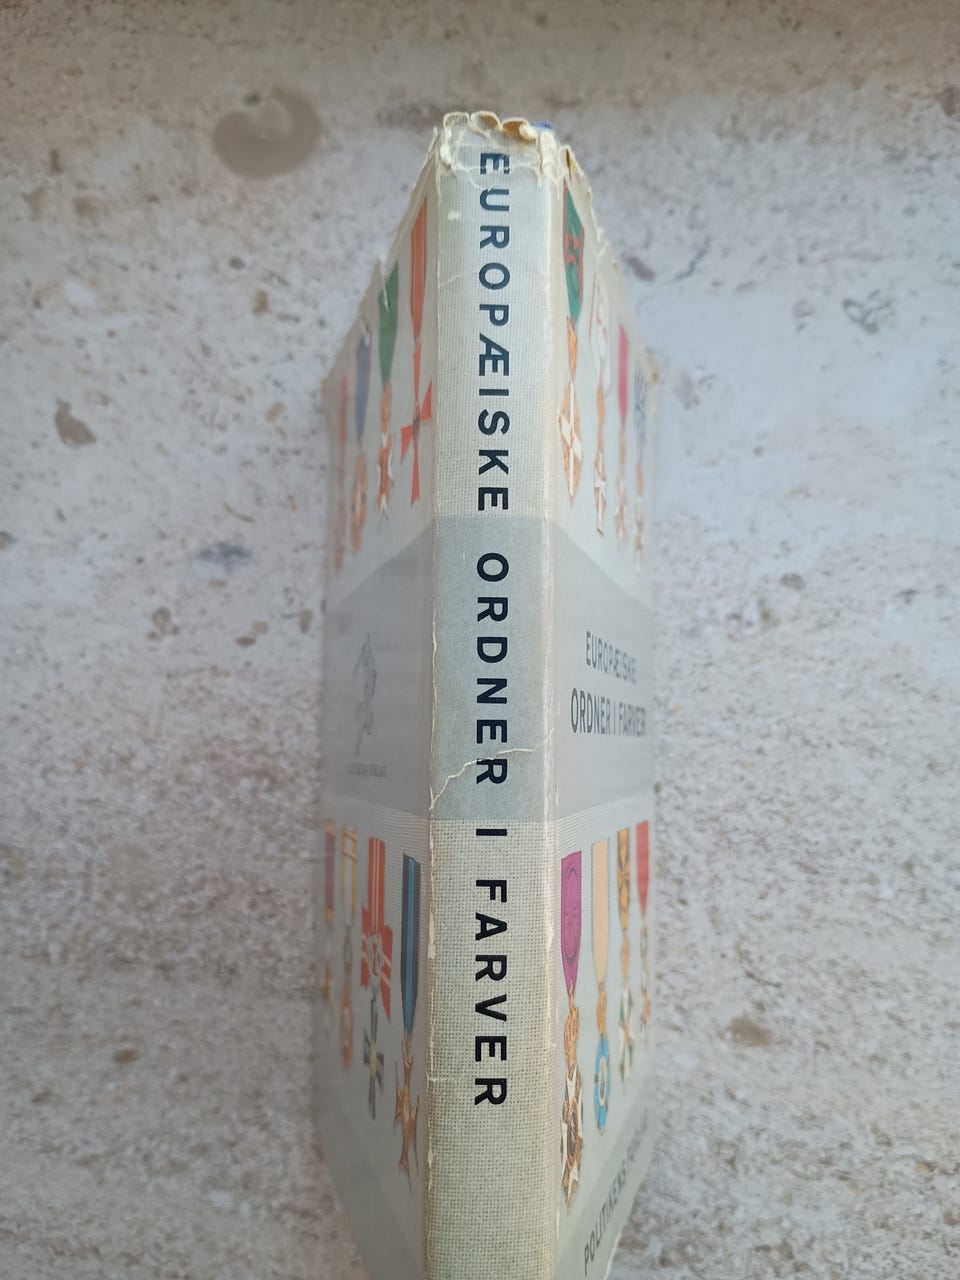 EUROPÆISKE ORDNER I FARVER
EUROPÆISKE
ORDNER I FARVER
POLITIKENS FORLAG